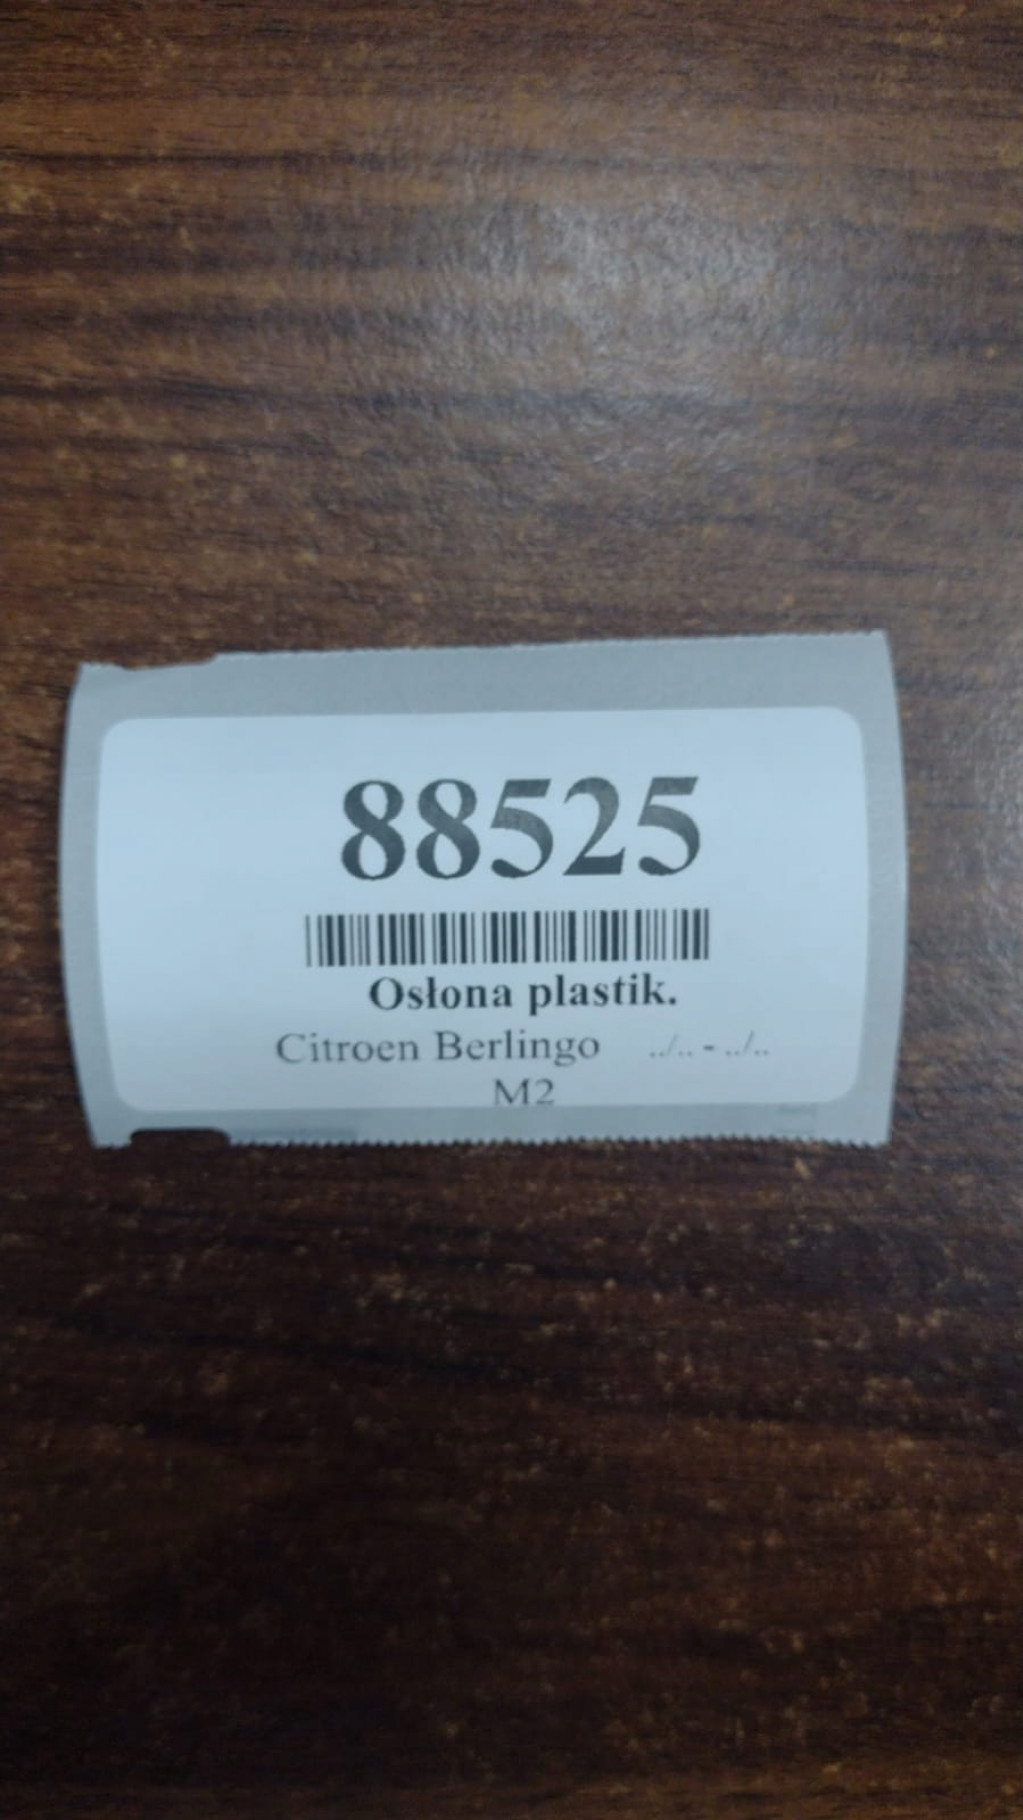 88525
Osłona plastik.
Citroen Berlingo ../.. - ../..
M2